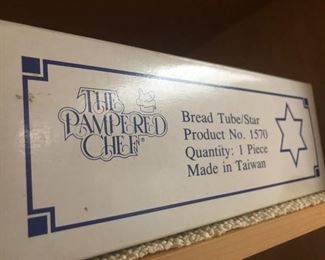 THE
PAMPERED
CHEF®
Bread Tube/Star
Product No. 1570
Quantity: 1 Piece
Made in Taiwan